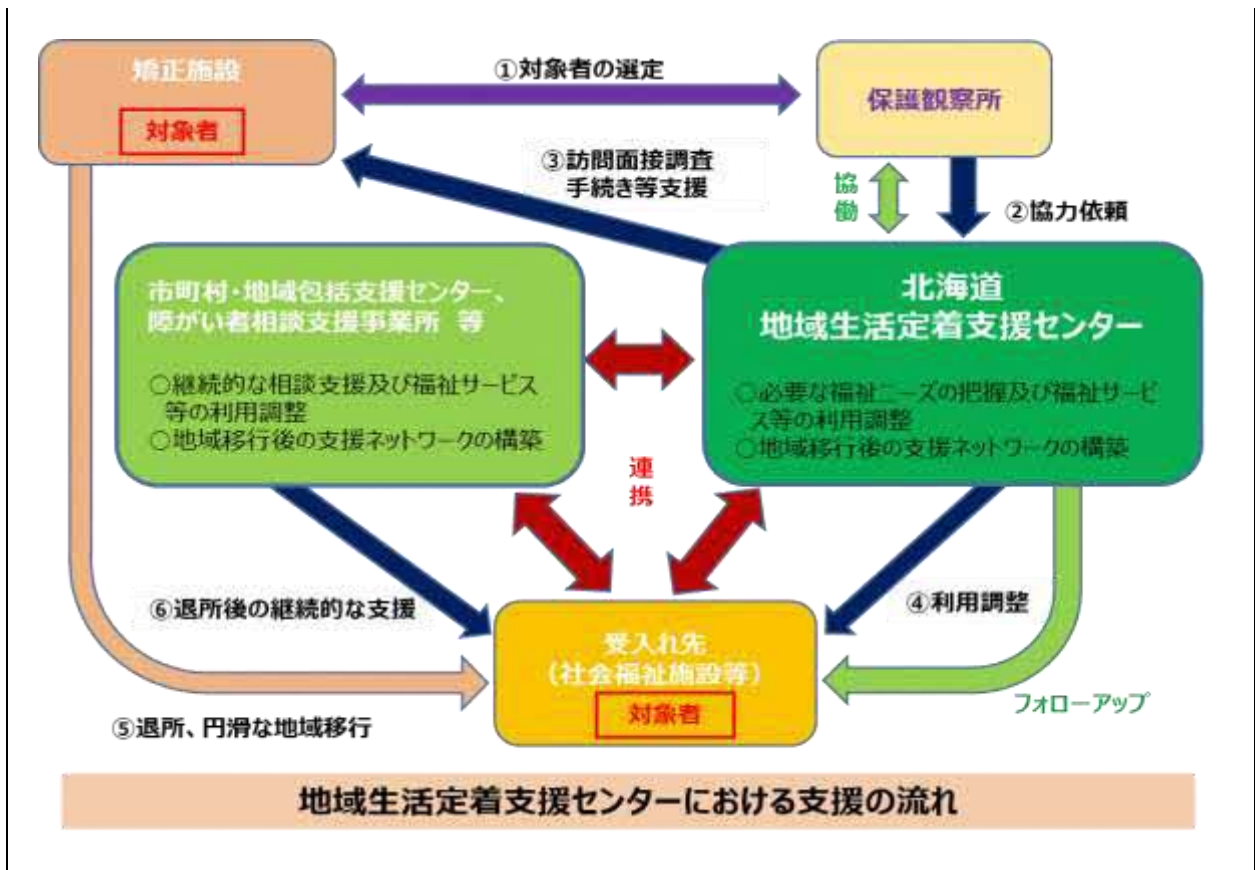 矯正施設
対象者
①対象者の選定
保護観察所
③訪問面接調査
手続き等支援
協
働
②協力依頼
市町村・地域包括支援センター、
障がい者相談支援事業所 等
○継続的な相談支援及び福祉サービス
等の利用調整
○地域移行後の支援ネットワークの構築
北海道
地域生活定着支援センター
○必要な福祉ニーズの把握及び福祉サービ
ス等の利用調整
○地域移行後の支援ネットワークの構築
連
携
⑥退所後の継続的な支援
④利用調整
受入れ先
（社会福祉施設等）
対象者
フォローアップ
⑤退所、円滑な地域移行
地域生活定着支援センターにおける支援の流れ